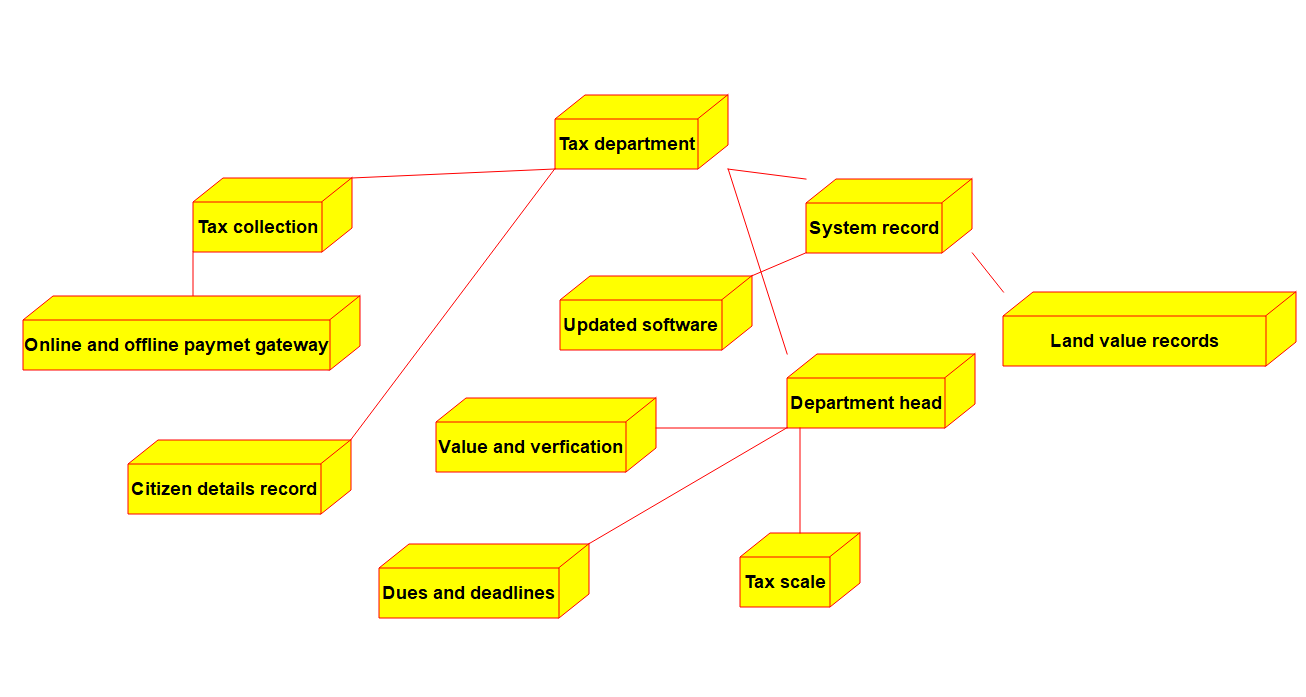 Tax department
Tax collection
System record
Updated software
Online and offline paymet gateway
Land value records
Department head
Value and verfication
Citizen details record
Dues and deadlines
Tax scale